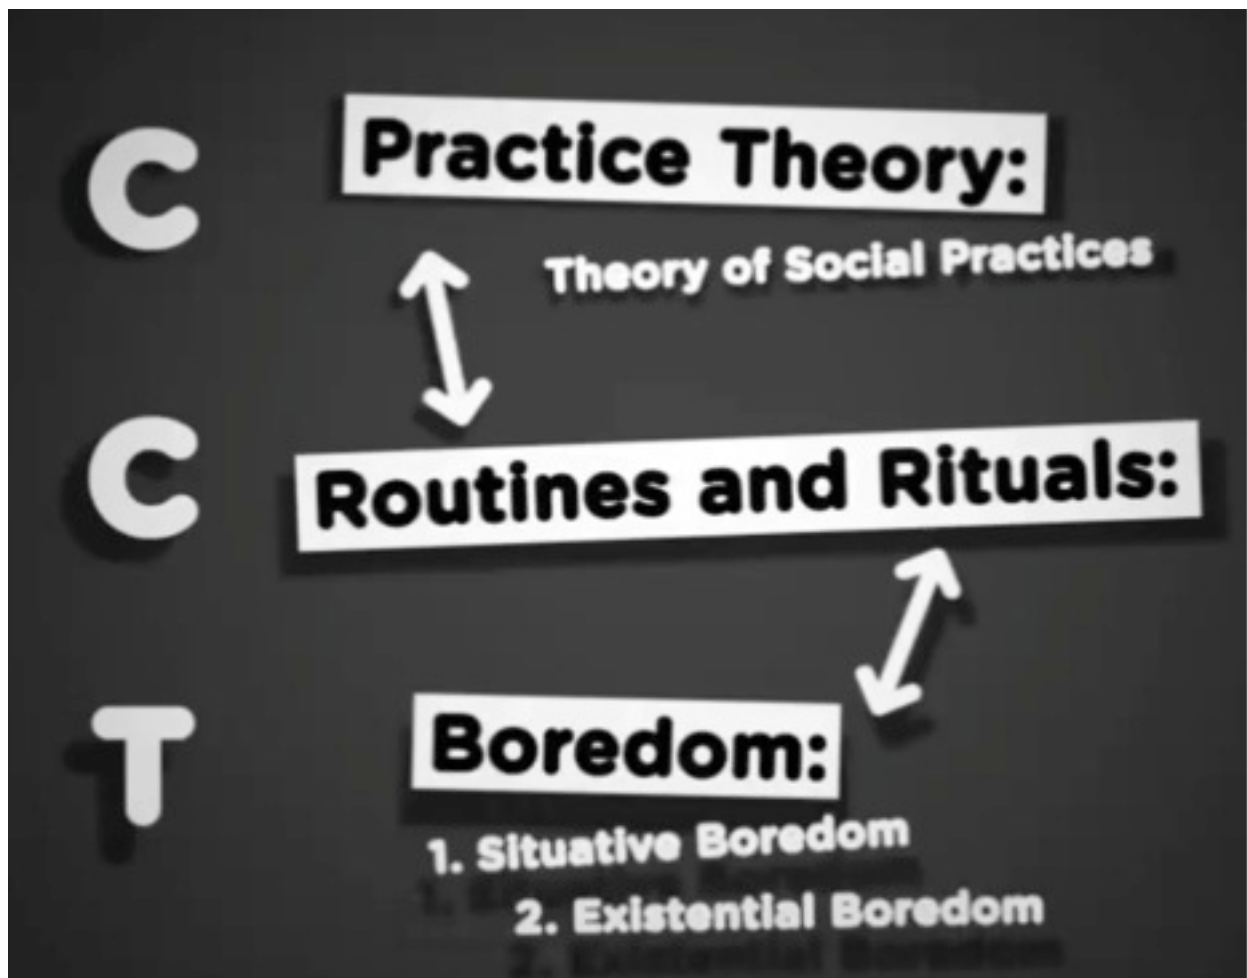 C
Practice Theory:
Theory of Social Practices
C
Routines and Rituals:
T
Boredom:
1. Situative Boredom
2. Existential Boredom